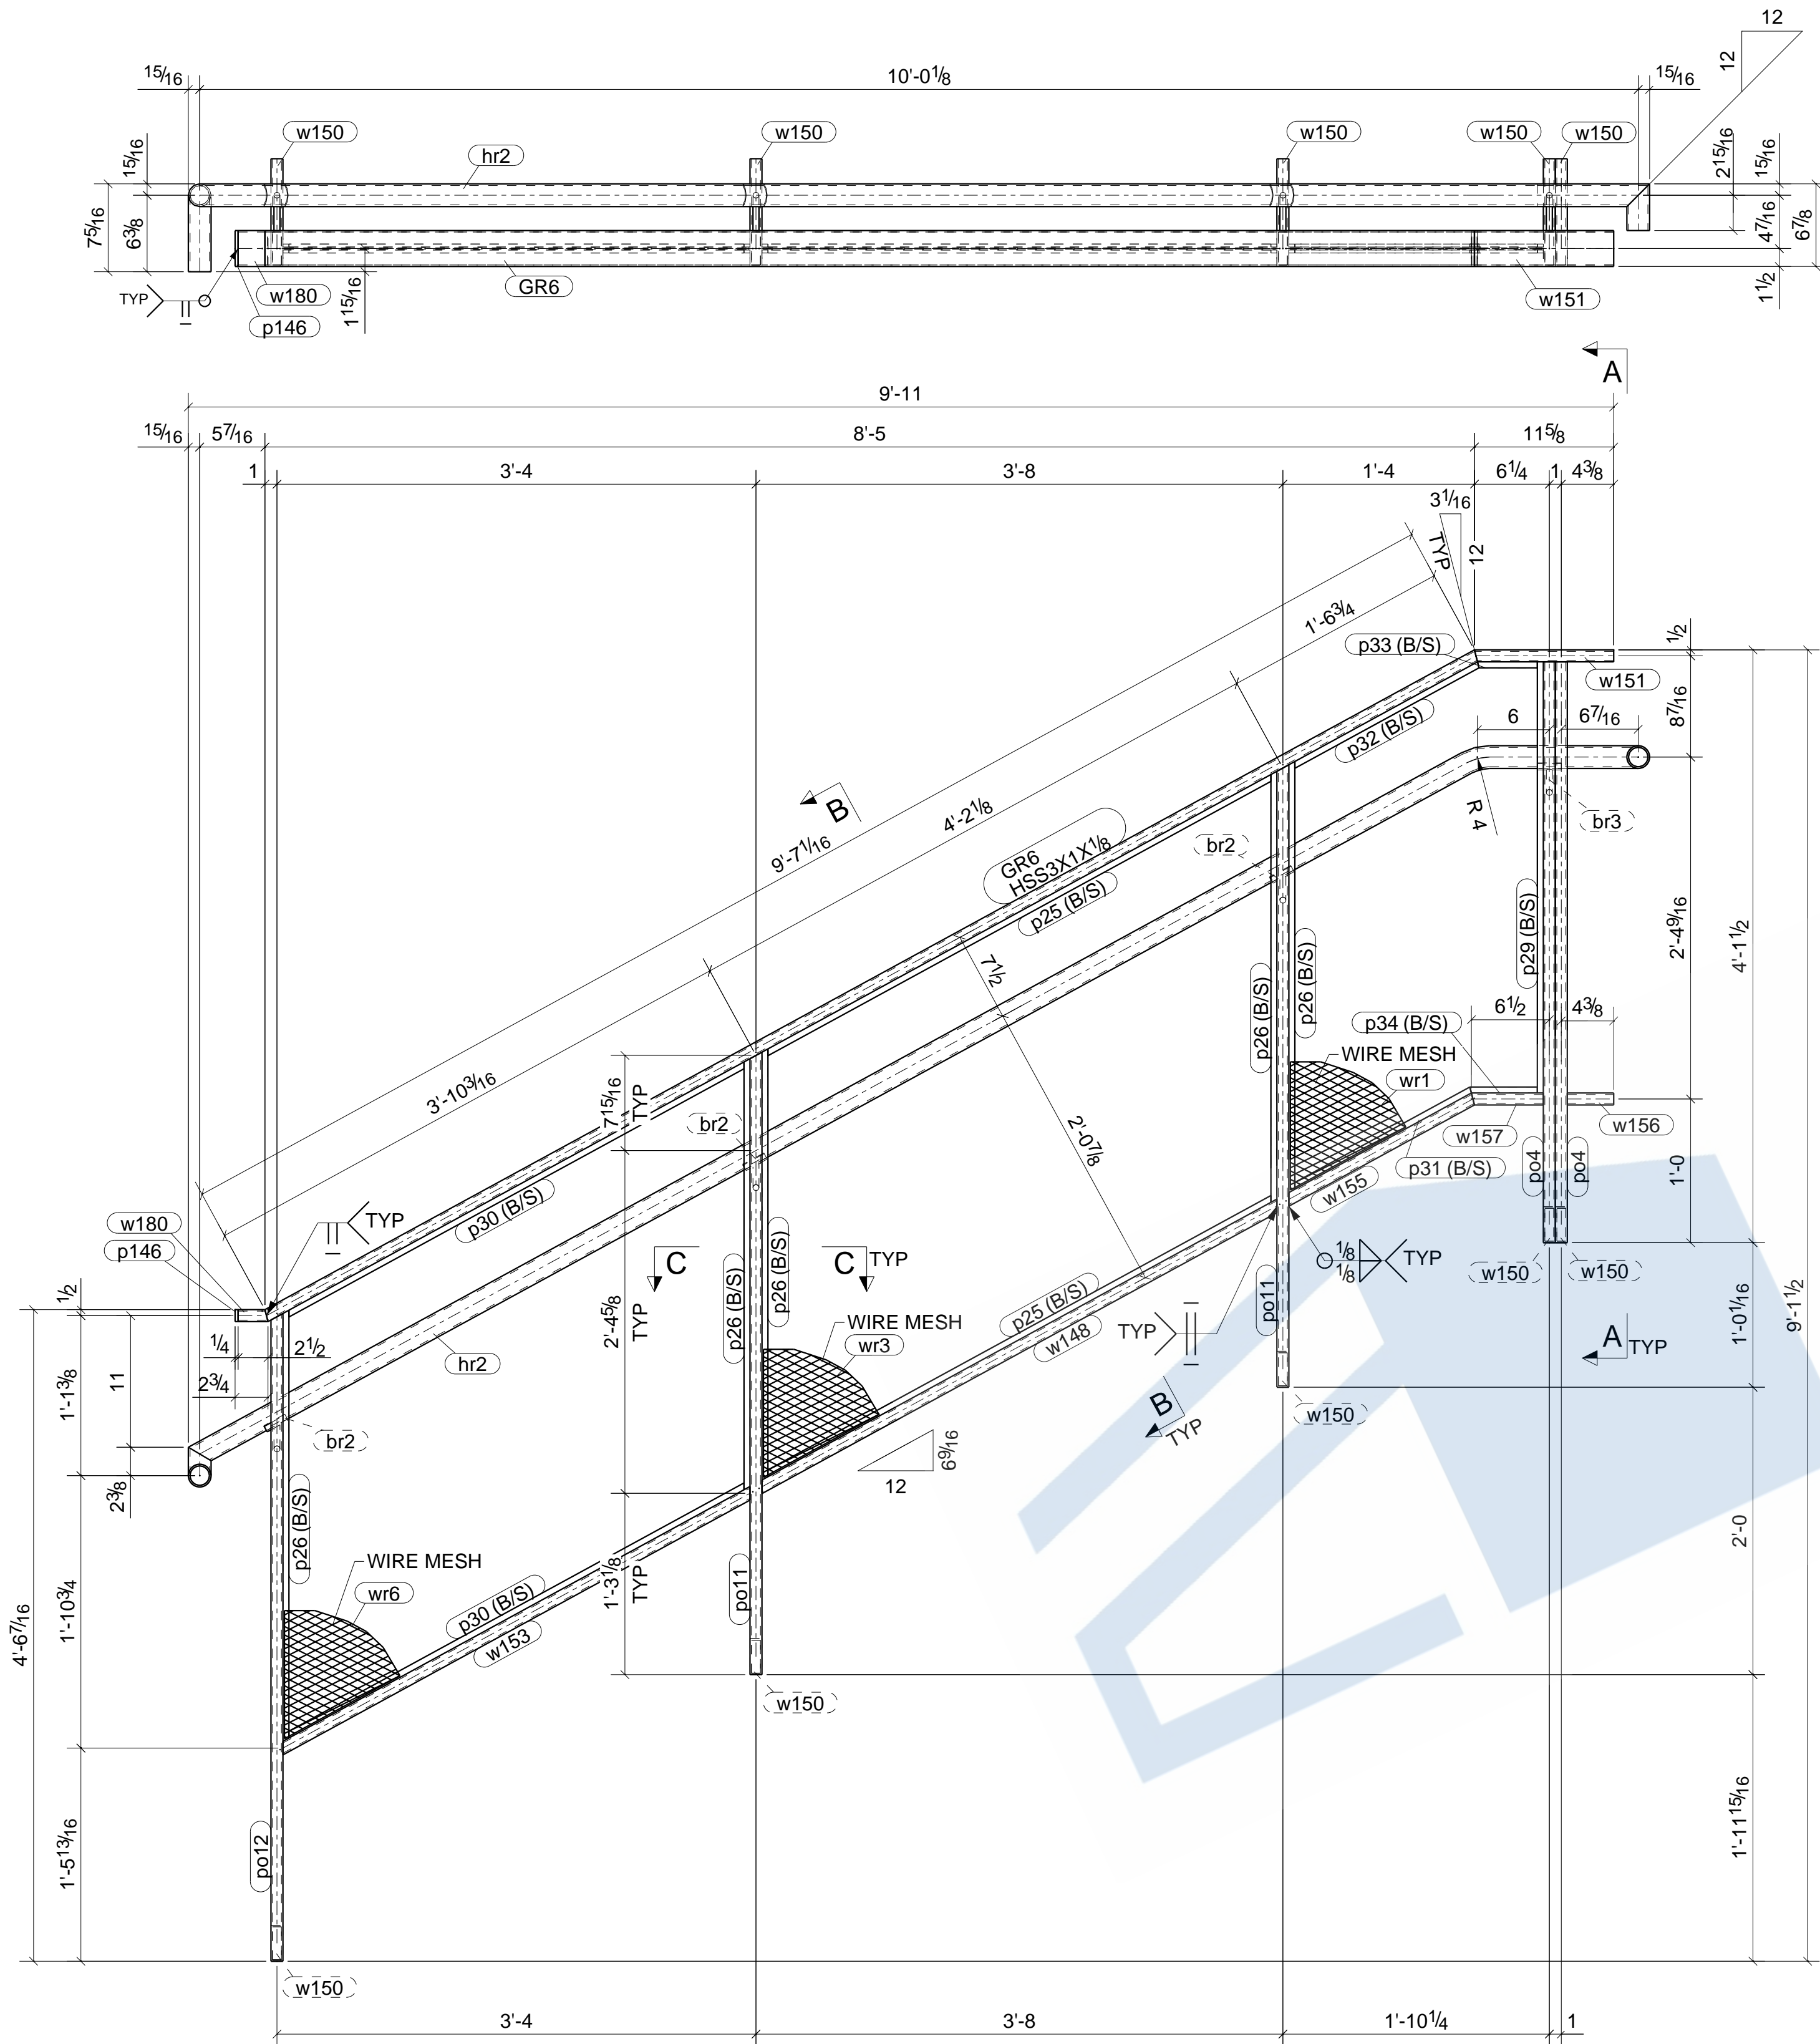 12
12
15/16
10'-0 1/8
15/16
w150
w150
w150
w150
w150
hr2
15/16
7 5/16
6 3/8
2 15/16
15/16
4 7/16
6 7/8
1 1/2
TYP
w180
p146
1 15/16
GR6
w151
A
9'-11
15/16
5 7/16
8'-5
11 5/8
1
3'-4
3'-8
1'-4
6 1/4
1
4 3/8
3 1/16
TYP
12
1'-6 3/4
p33 (B/S)
1/2
w151
p32 (B/S)
6
6 7/16
8 7/16
B
4'-2 1/8
9'-7 1/16
GR6
HSS3X1X1/8
p25 (B/S)
br2
R 4
br3
7 1/2
p29 (B/S)
2'-4 9/16
4'-1 1/2
p26 (B/S)
p26 (B/S)
6 1/2
4 3/8
p34 (B/S)
WIRE MESH
wr1
3'-10 3/16
7 15/16
TYP
br2
2'-0 7/8
w157
w156
p31 (B/S)
w155
po4
po4
1'-0
p30 (B/S)
w180
p146
TYP
C
C
TYP
p26 (B/S)
p26 (B/S)
1/8
1/8
TYP
w150
w150
po11
1/2
1/4
2 1/2
2 3/4
11
1'-1 3/8
hr2
2'-4 5/8
TYP
WIRE MESH
wr3
p25 (B/S)
w148
TYP
A
TYP
1'-0 1/16
9'-1 1/2
B
TYP
w150
br2
2 3/8
6 9/16
12
p26 (B/S)
WIRE MESH
wr6
p30 (B/S)
w153
1'-3 1/8
TYP
po11
2'-0
4'-6 7/16
1'-10 3/4
w150
1'-5 13/16
po12
1'-11 15/16
w150
3'-4
3'-8
1'-10 1/4
1